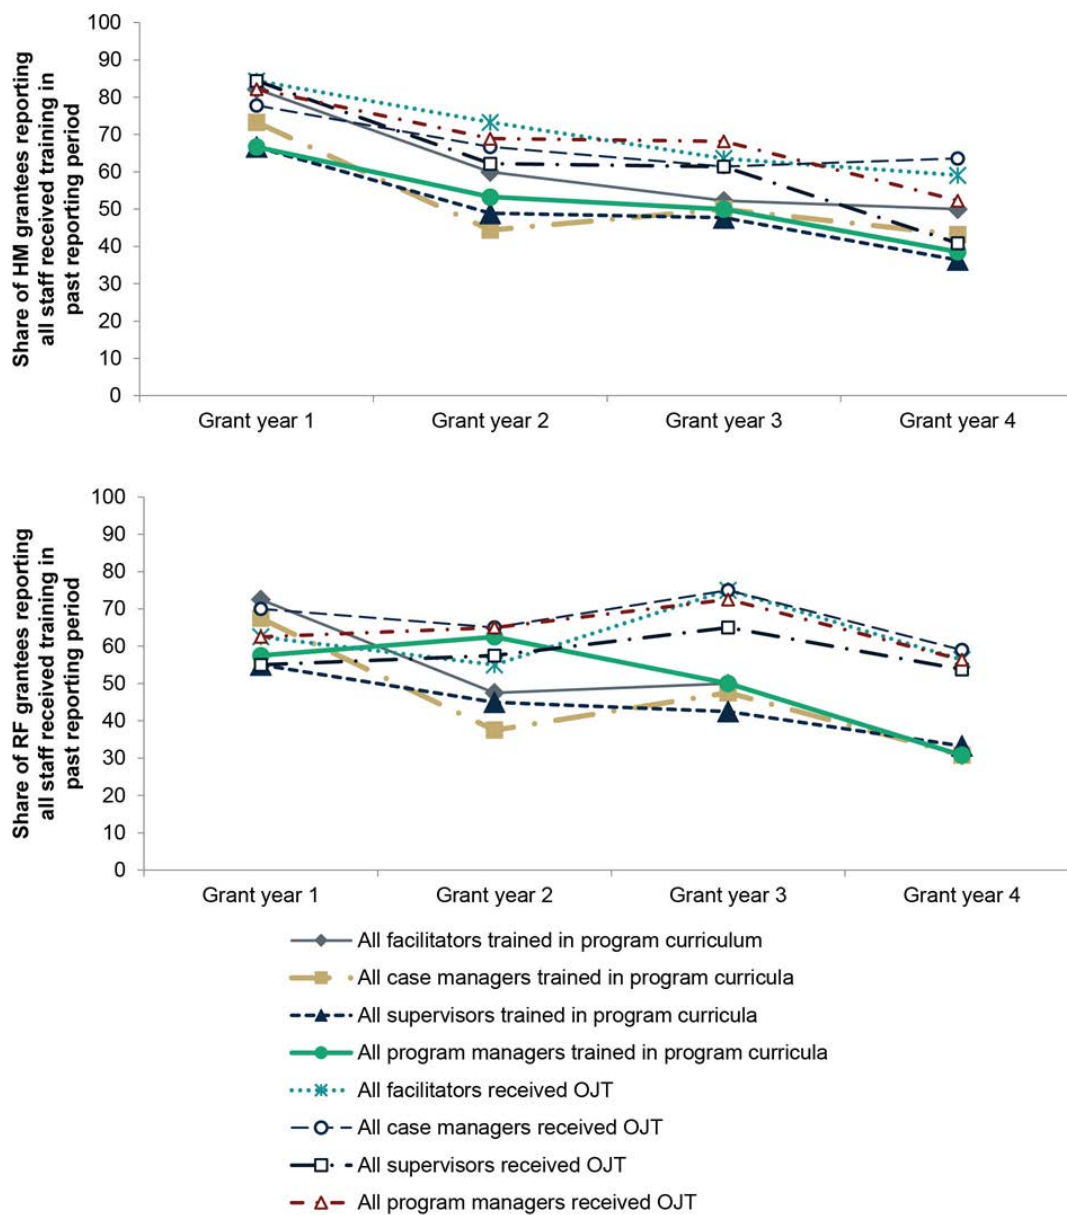 Share of HM grantees reporting
all staff received training in
past reporting period
100
90
80
70
60
50
40
30
20
10
0
Grant year 1 Grant year 2 Grant year 3 Grant year 4
Share of RF grantees reporting
all staff received training in
past reporting period
100
90
80
70
60
50
40
30
20
10
0
Grant year 1 Grant year 2 Grant year 3 Grant year 4
All facilitators trained in program curriculum
All case managers trained in program curricula
All supervisors trained in program curricula
All program managers trained in program curricula
All facilitators received OJT
All case managers received OJT
All supervisors received OJT
All program managers received OJT